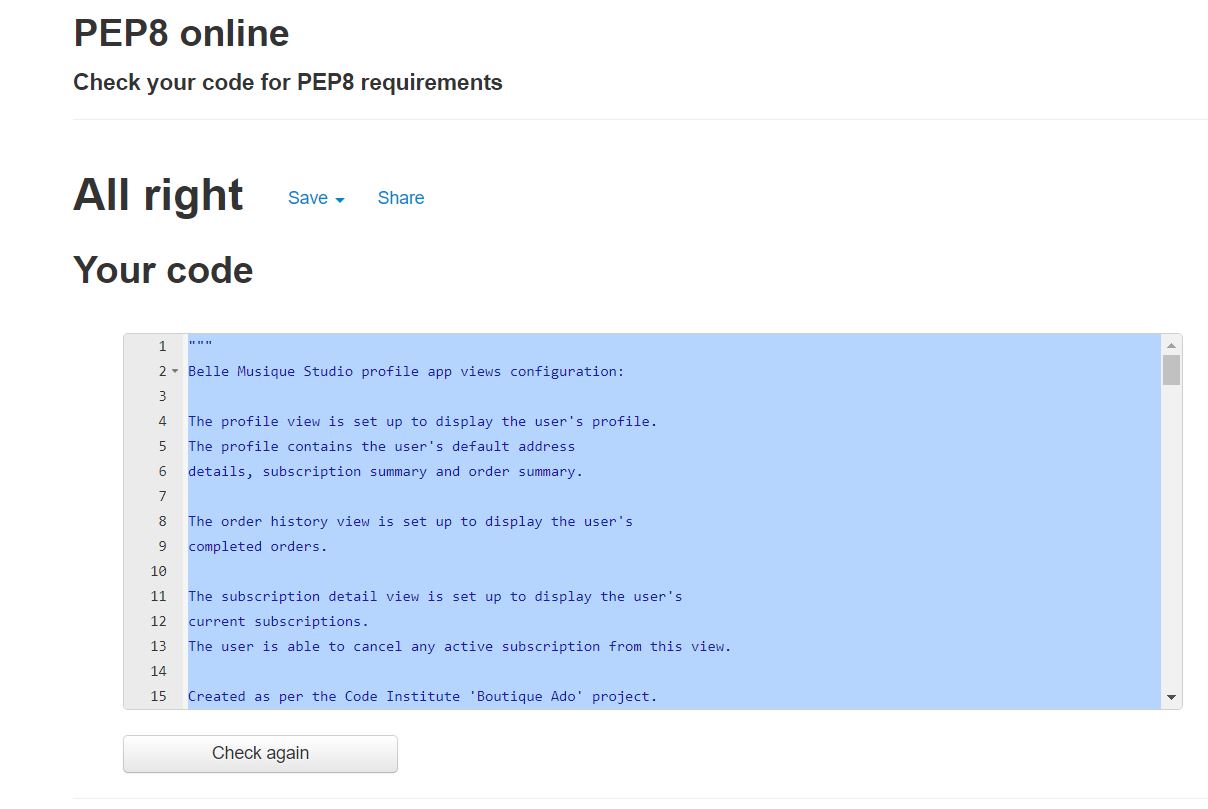 PEP8 online
Check your code for PEP8 requirements
All right Save Share
Your code
1 """
2 Belle Musique Studio profile app views configuration:
3
4 The profile view is set up to display the user's profile.
5 The profile contains the user's default address
6 details, subscription summary and order summary.
7
8 The order history view is set up to display the user's
9 completed orders.
10
11 The subscription detail view is set up to display the user's
12 current subscriptions.
13 The user is able to cancel any active subscription from this view.
14
15 Created as per the Code Institute 'Boutique Ado' project.
Check again